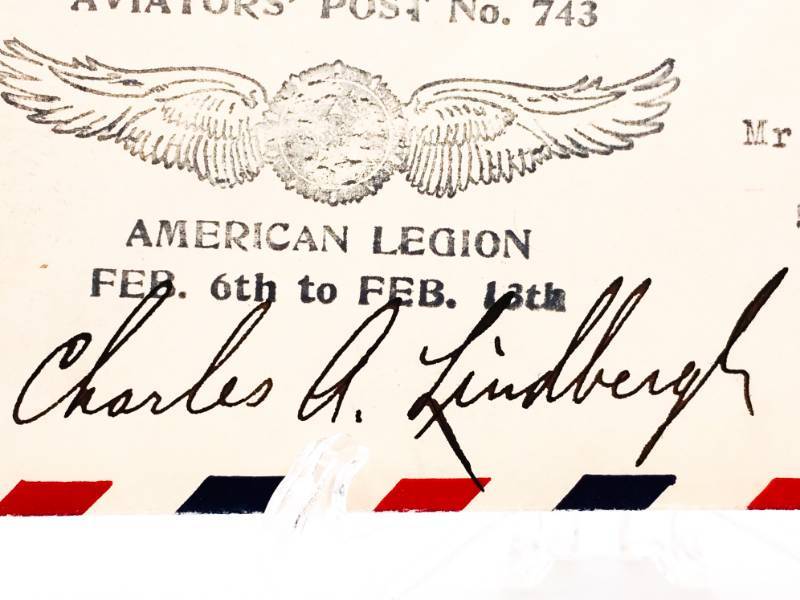 AVIATORS' POST No. 743
Mr
AMERICAN LEGION
FEB. 6th to FEB. 13th
Charles A. Lindbergh